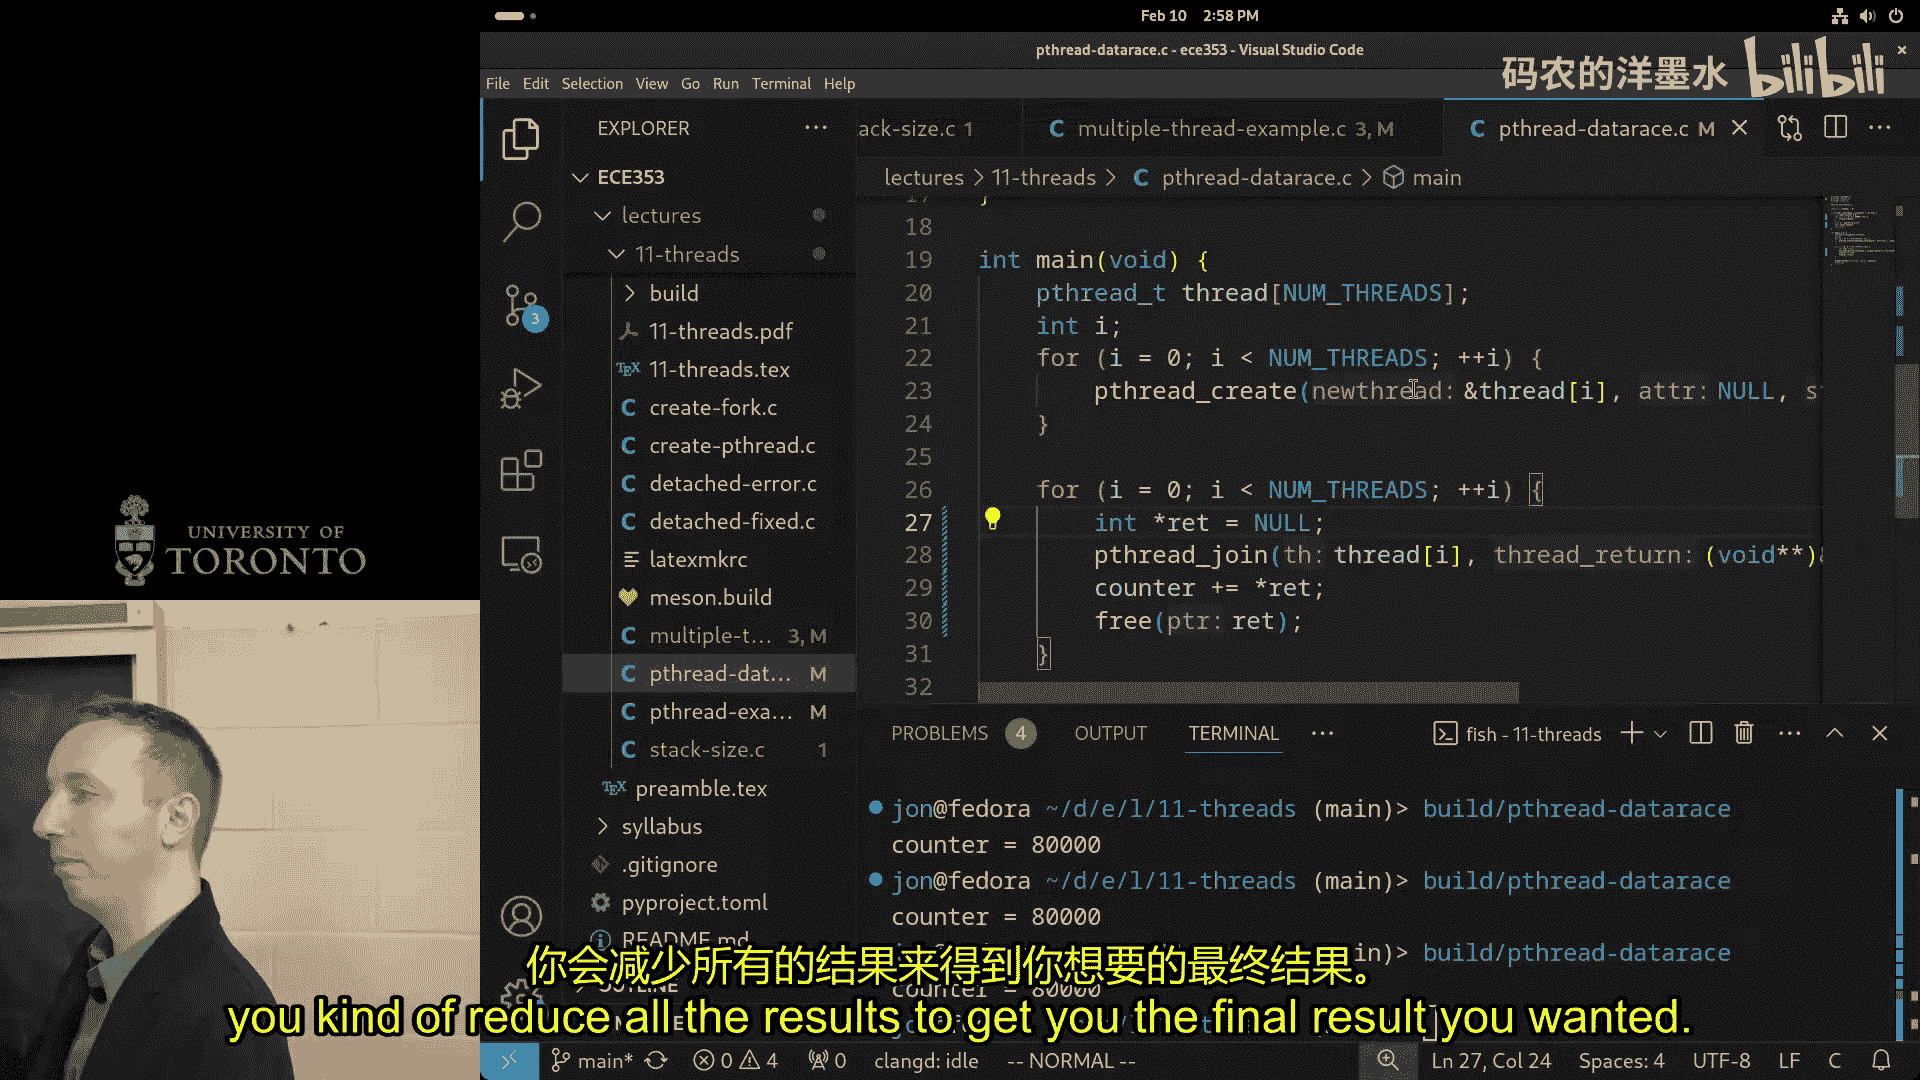 Feb 10 2:58 PM
pthread-datarace.c - ece353 - Visual Studio Code
码农的洋墨水 bilibili
File Edit Selection View Go Run Terminal Help
EXPLORER
ack-size.c 1
multiple-thread-example.c 3, M
pthread-datarace.c M
ECE353
lectures > 11-threads > C pthread-datarace.c > main
lectures
11-threads
build
11-threads.pdf
11-threads.tex
create-fork.c
create-pthread.c
detached-error.c
detached-fixed.c
latexmkrc
meson.build
multiple-t... 3, M
pthread-dat... M
pthread-exa... M
stack-size.c 1
preamble.tex
syllabus
.gitignore
pyproject.toml
README.md
OUTLINE
3
17 }
18
19 int main(void) {
20 pthread_t thread[NUM_THREADS];
21 int i;
22 for (i = 0; i < NUM_THREADS; ++i) {
23 pthread_create(newthread: &thread[i], attr: NULL, s
24 }
25
26 for (i = 0; i < NUM_THREADS; ++i) {
27 int *ret = NULL;
28 pthread_join(th: thread[i], thread_return: (void**)&
29 counter += *ret;
30 free(ptr: ret);
31 }
32
PROBLEMS 4 OUTPUT TERMINAL ... fish - 11-threads
jon@fedora ~/d/e/l/11-threads (main)> build/pthread-datarace
counter = 80000
jon@fedora ~/d/e/l/11-threads (main)> build/pthread-datarace
counter = 80000
in)> build/pthread-datarace
counter = 80000
UNIVERSITY OF
TORONTO
你会减少所有的结果来得到你想要的最终结果。
you kind of reduce all the results to get you the final result you wanted.
main* 0 4 0 clangd: idle -- NORMAL -- Ln 27, Col 24 Spaces: 4 UTF-8 LF C